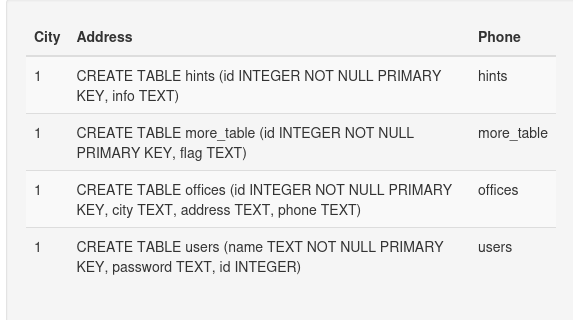 City Address Phone
1 CREATE TABLE hints (id INTEGER NOT NULL PRIMARY hints
KEY, info TEXT)
1 CREATE TABLE more_table (id INTEGER NOT NULL more_table
PRIMARY KEY, flag TEXT)
1 CREATE TABLE offices (id INTEGER NOT NULL PRIMARY offices
KEY, city TEXT, address TEXT, phone TEXT)
1 CREATE TABLE users (name TEXT NOT NULL PRIMARY users
KEY, password TEXT, id INTEGER)